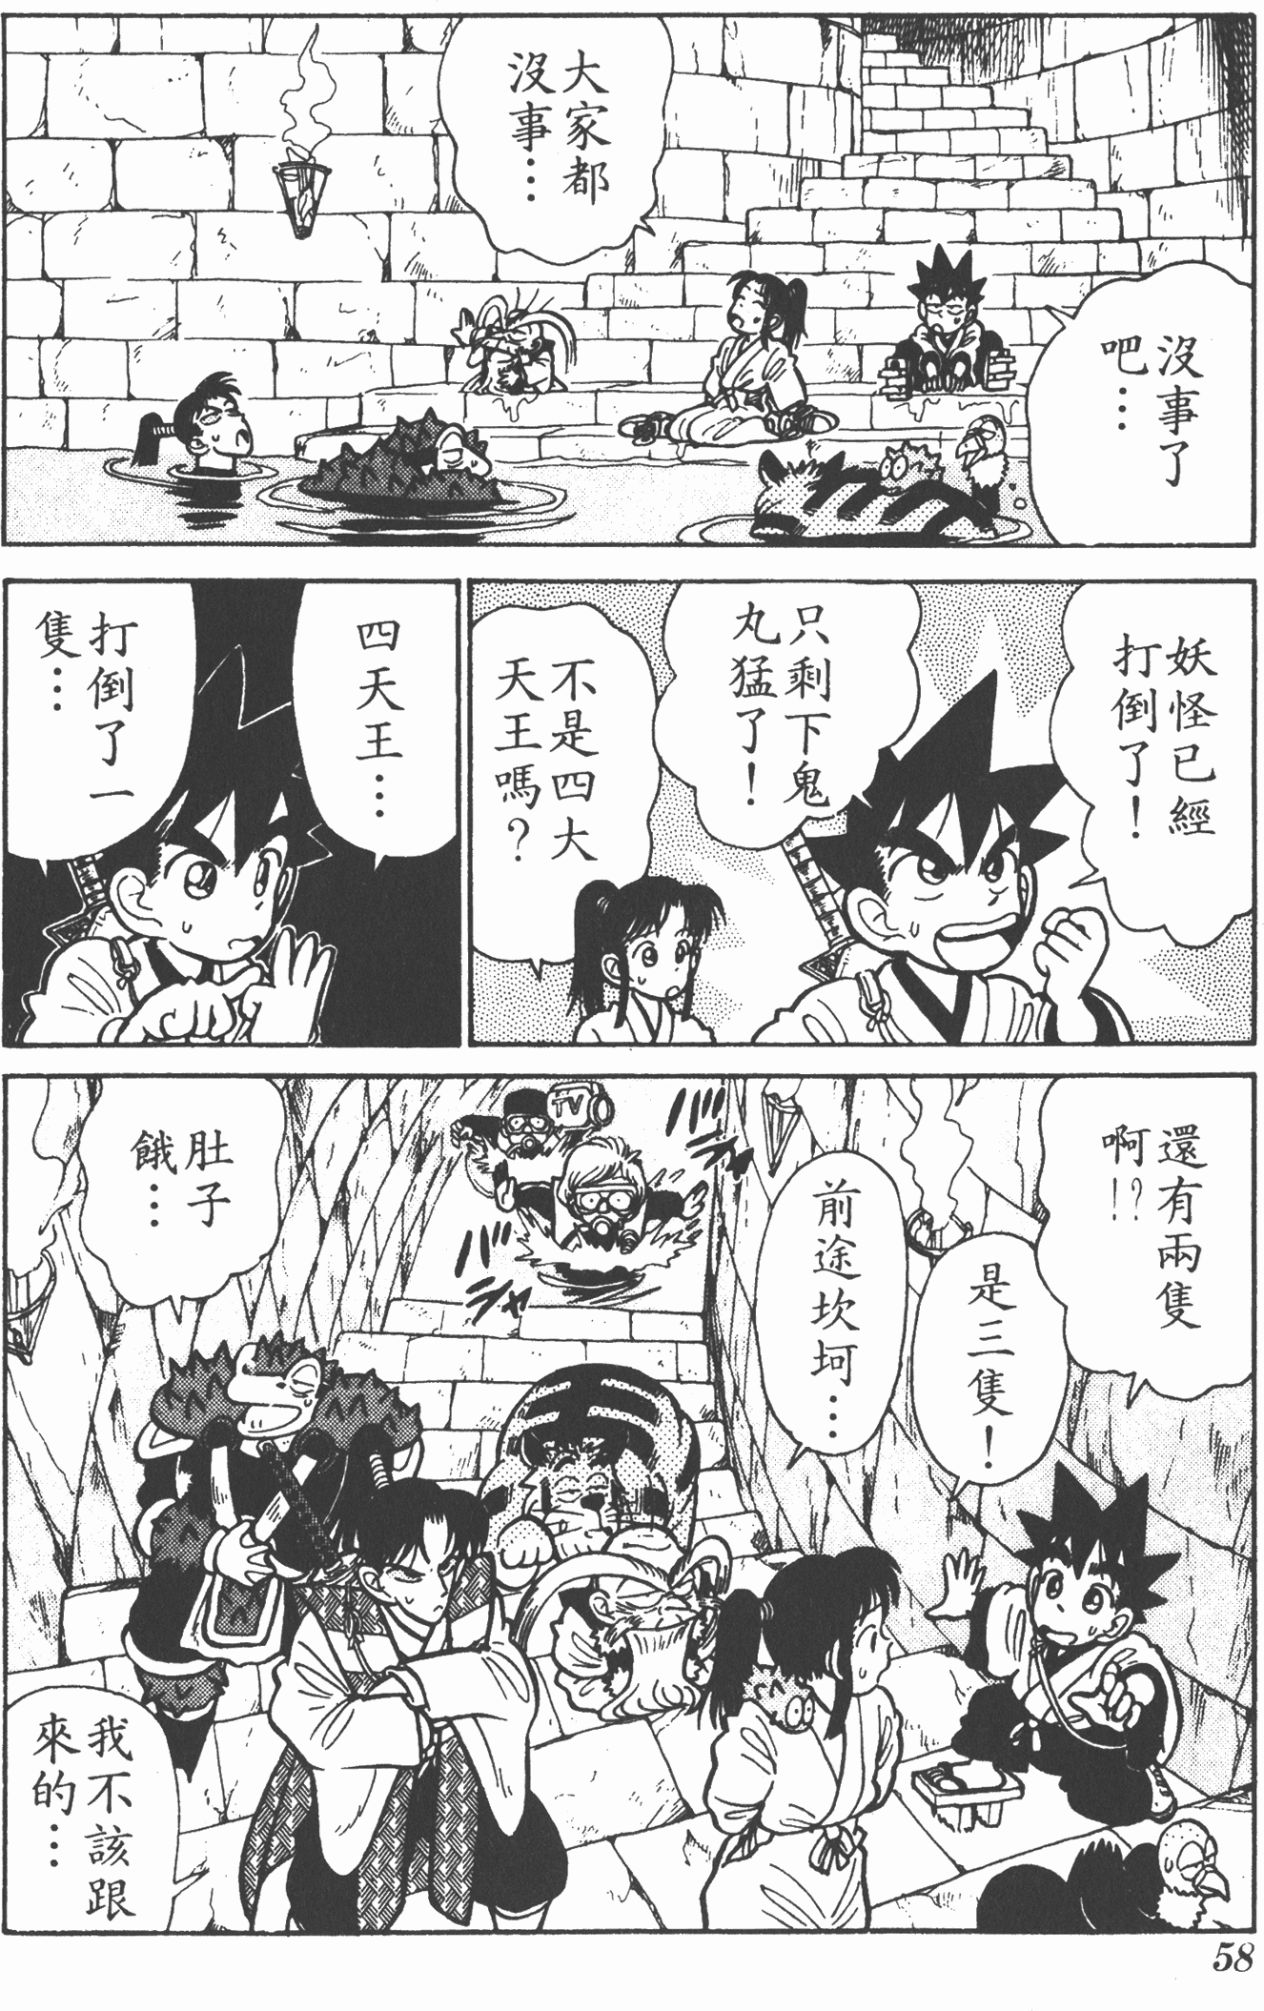 沒事了
吧…
大家都
沒事…
妖怪已經
打倒了!
只剩下鬼
丸猛了!
不是四大
天王嗎?
四天王…
打倒了一
隻…
還有兩隻
啊!?
是三隻!
前途坎坷…
TV
肚子
餓…
我不該跟
來的…
58